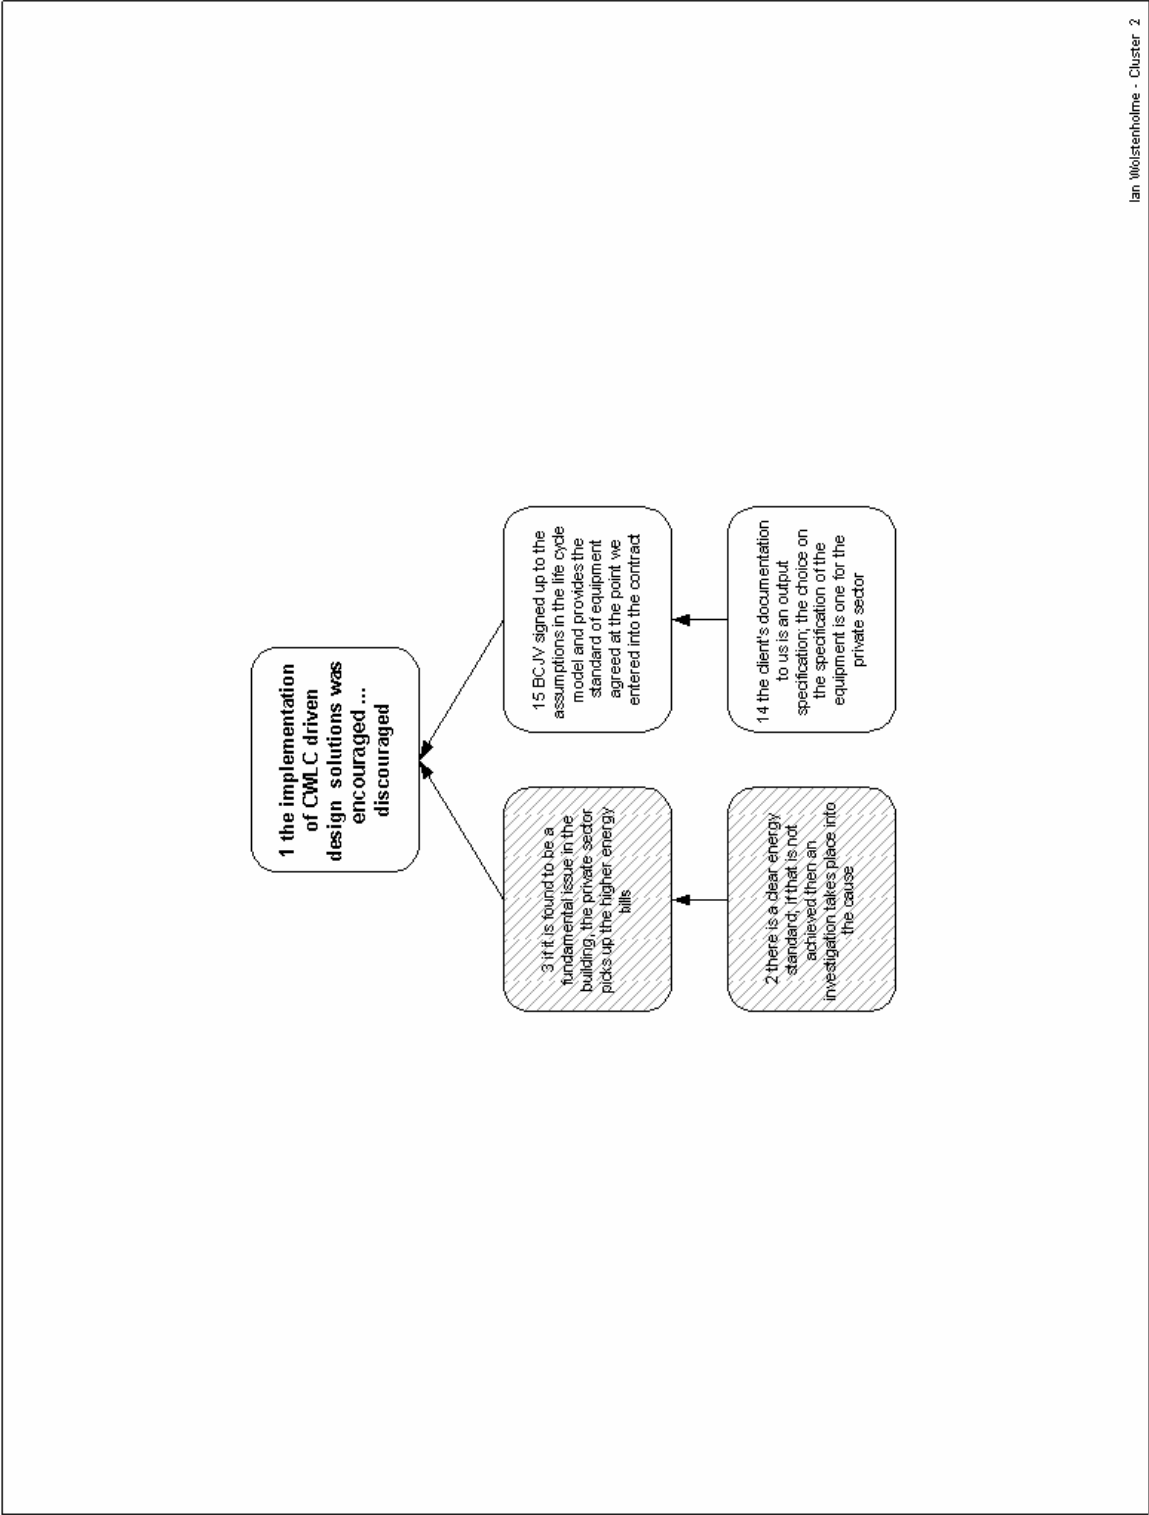 1 the implementation
of CWLC driven
design solutions was
encouraged ...
discouraged
3 if it is found to be a
fundamental issue in the
building, the private sector
picks up the higher energy
bills
15 BCJV signed up to the
assumptions in the life cycle
model and provides the
standard of equipment
agreed at the point we
entered into the contract
2 there is a clear energy
standard; if that is not
achieved then an
investigation takes place into
the cause
14 the client's documentation
to us is an output
specification; the choice on
the specification of the
equipment is one for the
private sector
Ian Wolstenholme - Cluster 2